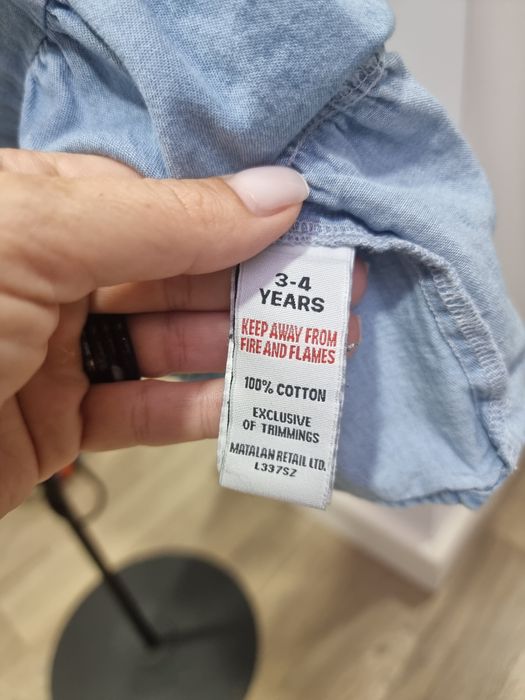 3-4
YEARS
KEEP AWAY FROM
FIRE AND FLAMES
100% COTTON
EXCLUSIVE
OF TRIMMINGS
MATALAN RETAIL LTD.
L337SZ